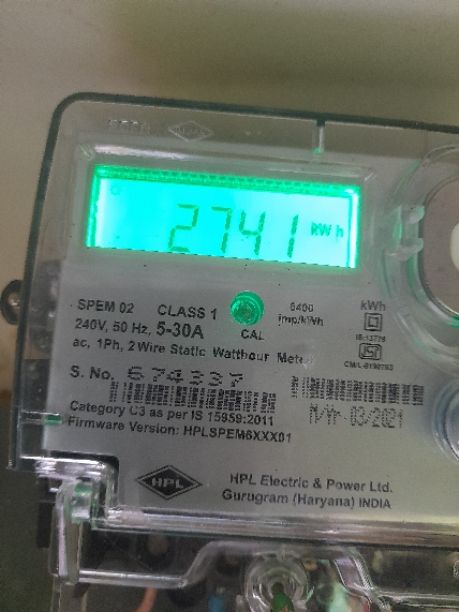 2741 kWh
SPEM 02 CLASS 1 6400 imp/kWh kWh
240V, 50 Hz, 5-30A CAL
ac, 1Ph, 2 Wire Static Watthour Meter
S. No. 674337
M/Yr-03/2021
Category C3 as per IS 15959:2011
Firmware Version: HPLSPEM6XXX01
HPL
HPL Electric & Power Ltd.
Gurugram (Haryana) INDIA